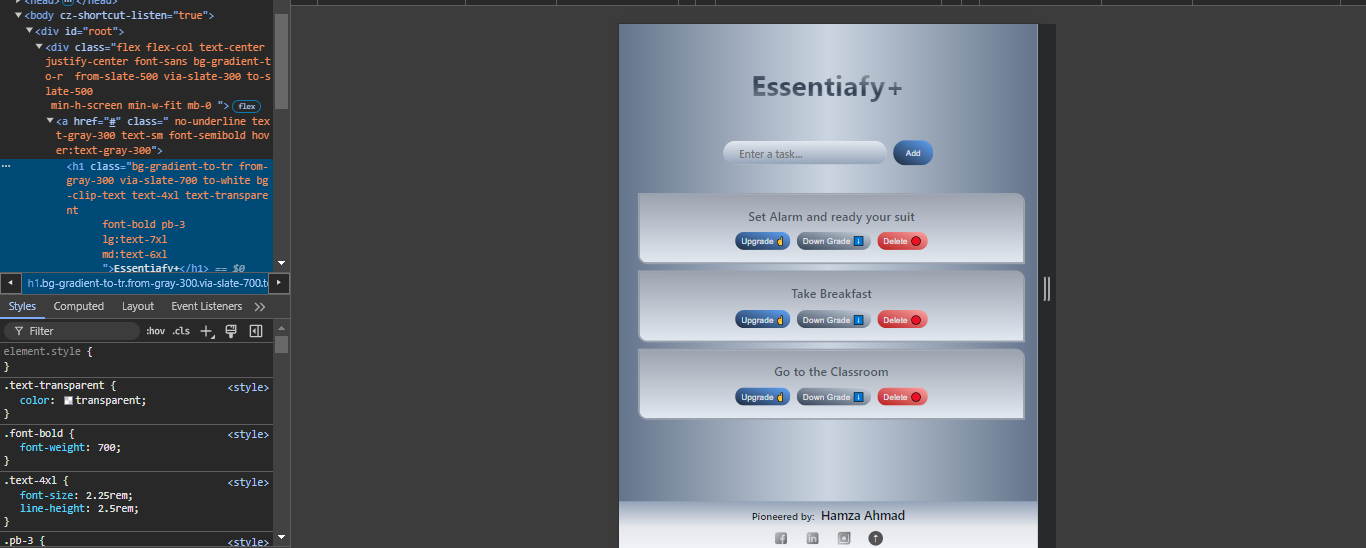 <head> ⋯ </head>
<body cz-shortcut-listen="true">
<div id="root">
<div class="flex flex-col text-center
justify-center font-sans bg-gradient-t
o-r  from-slate-500 via-slate-300 to-s
late-500
min-h-screen min-w-fit mb-0 "> flex
<a href="#" class=" no-underline tex
t-gray-300 text-sm font-semibold hov
er:text-gray-300">
⋯ <h1 class="bg-gradient-to-tr from-
gray-300 via-slate-700 to-white bg
-clip-text text-4xl text-transpare
nt
font-bold pb-3
lg:text-7xl
md:text-6xl
">Essentiafy+</h1> == $0
h1.bg-gradient-to-tr.from-gray-300.via-slate-700.to
Styles Computed Layout Event Listeners
Filter :hov .cls
element.style {
}
.text-transparent { <style>
color: transparent;
}
.font-bold { <style>
font-weight: 700;
}
.text-4xl { <style>
font-size: 2.25rem;
line-height: 2.5rem;
}
.pb-3 { <style>
Essentiafy+
Enter a task... Add
Set Alarm and ready your suit
Upgrade Down Grade Delete
Take Breakfast
Upgrade Down Grade Delete
Go to the Classroom
Upgrade Down Grade Delete
Pioneered by: Hamza Ahmad